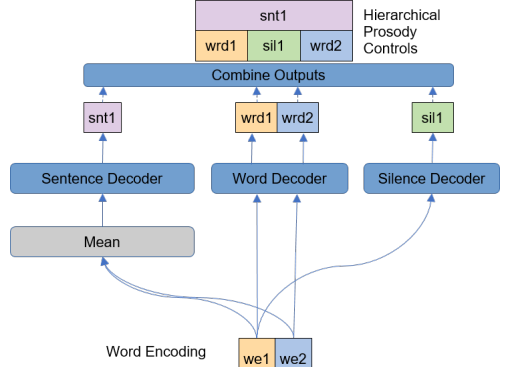 snt1
Hierarchical
Prosody
Controls
wrd1 sil1 wrd2
Combine Outputs
snt1
wrd1 wrd2
sil1
Sentence Decoder
Word Decoder
Silence Decoder
Mean
Word Encoding
we1 we2